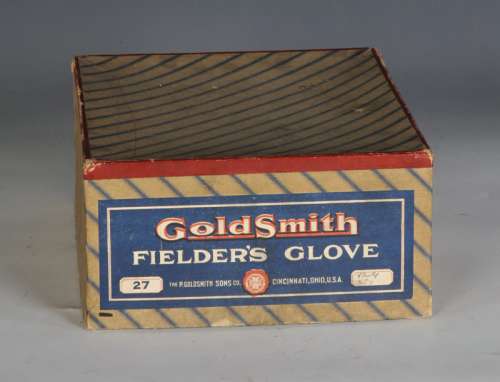 GoldSmith
FIELDER'S GLOVE
27
THE P. GOLDSMITH SONS CO. CINCINNATI, OHIO, U.S.A.